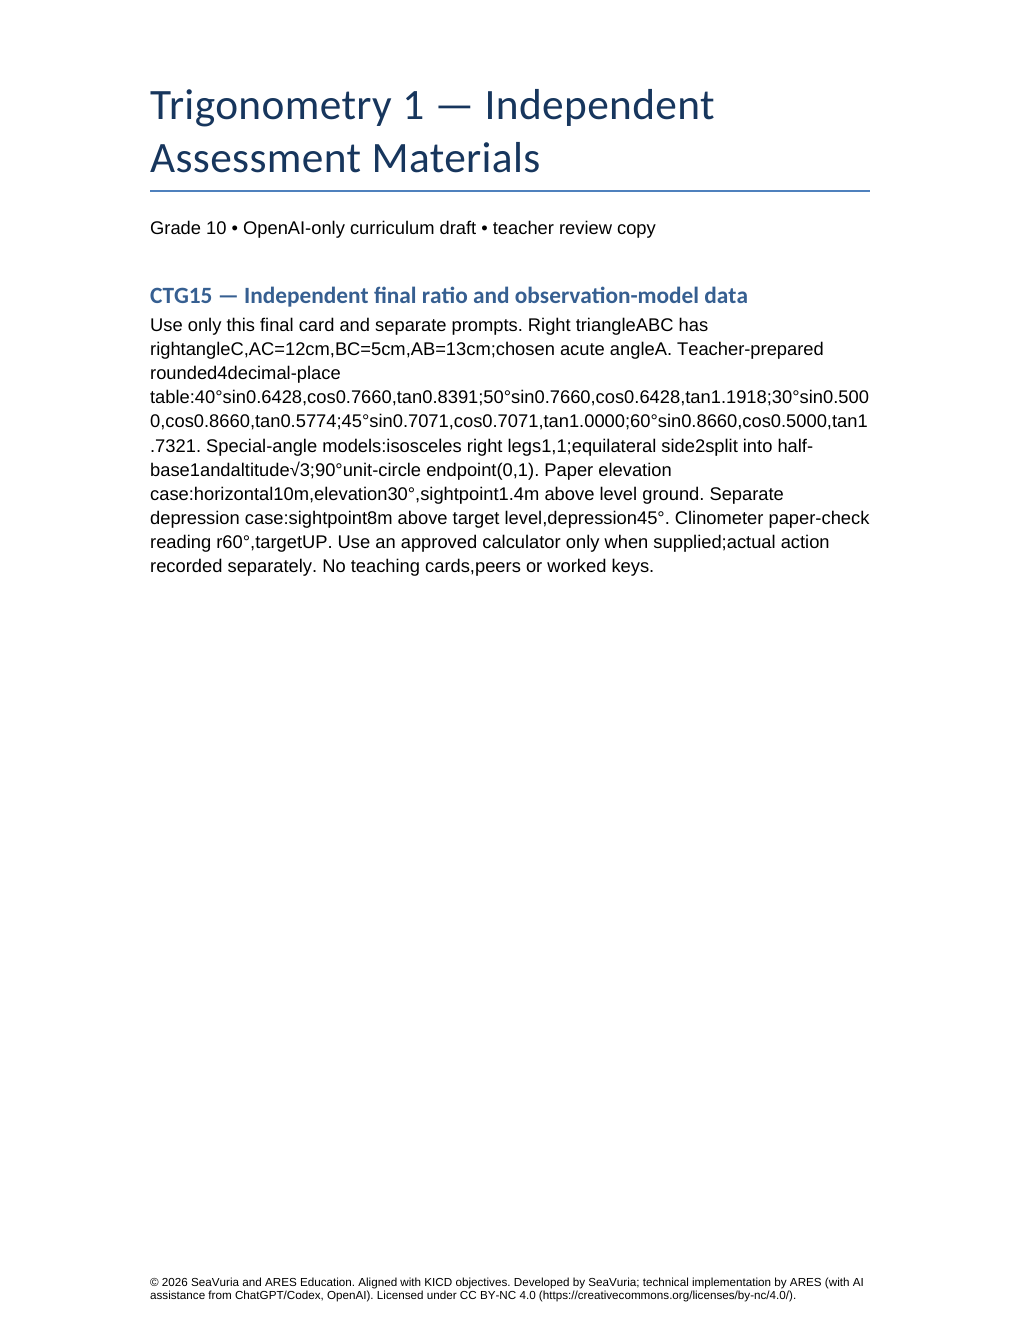 Trigonometry 1 — Independent
Assessment Materials
Grade 10 • OpenAI-only curriculum draft • teacher review copy
CTG15 — Independent final ratio and observation-model data
Use only this final card and separate prompts. Right triangleABC has
rightangleC,AC=12cm,BC=5cm,AB=13cm;chosen acute angleA. Teacher-prepared
rounded4decimal-place
table:40°sin0.6428,cos0.7660,tan0.8391;50°sin0.7660,cos0.6428,tan1.1918;30°sin0.500
0,cos0.8660,tan0.5774;45°sin0.7071,cos0.7071,tan1.0000;60°sin0.8660,cos0.5000,tan1
.7321. Special-angle models:isosceles right legs1,1;equilateral side2split into half-
base1andaltitude√3;90°unit-circle endpoint(0,1). Paper elevation
case:horizontal10m,elevation30°,sightpoint1.4m above level ground. Separate
depression case:sightpoint8m above target level,depression45°. Clinometer paper-check
reading r60°,targetUP. Use an approved calculator only when supplied;actual action
recorded separately. No teaching cards,peers or worked keys.
© 2026 SeaVuria and ARES Education. Aligned with KICD objectives. Developed by SeaVuria; technical implementation by ARES (with AI
assistance from ChatGPT/Codex, OpenAI). Licensed under CC BY-NC 4.0 (https://creativecommons.org/licenses/by-nc/4.0/).